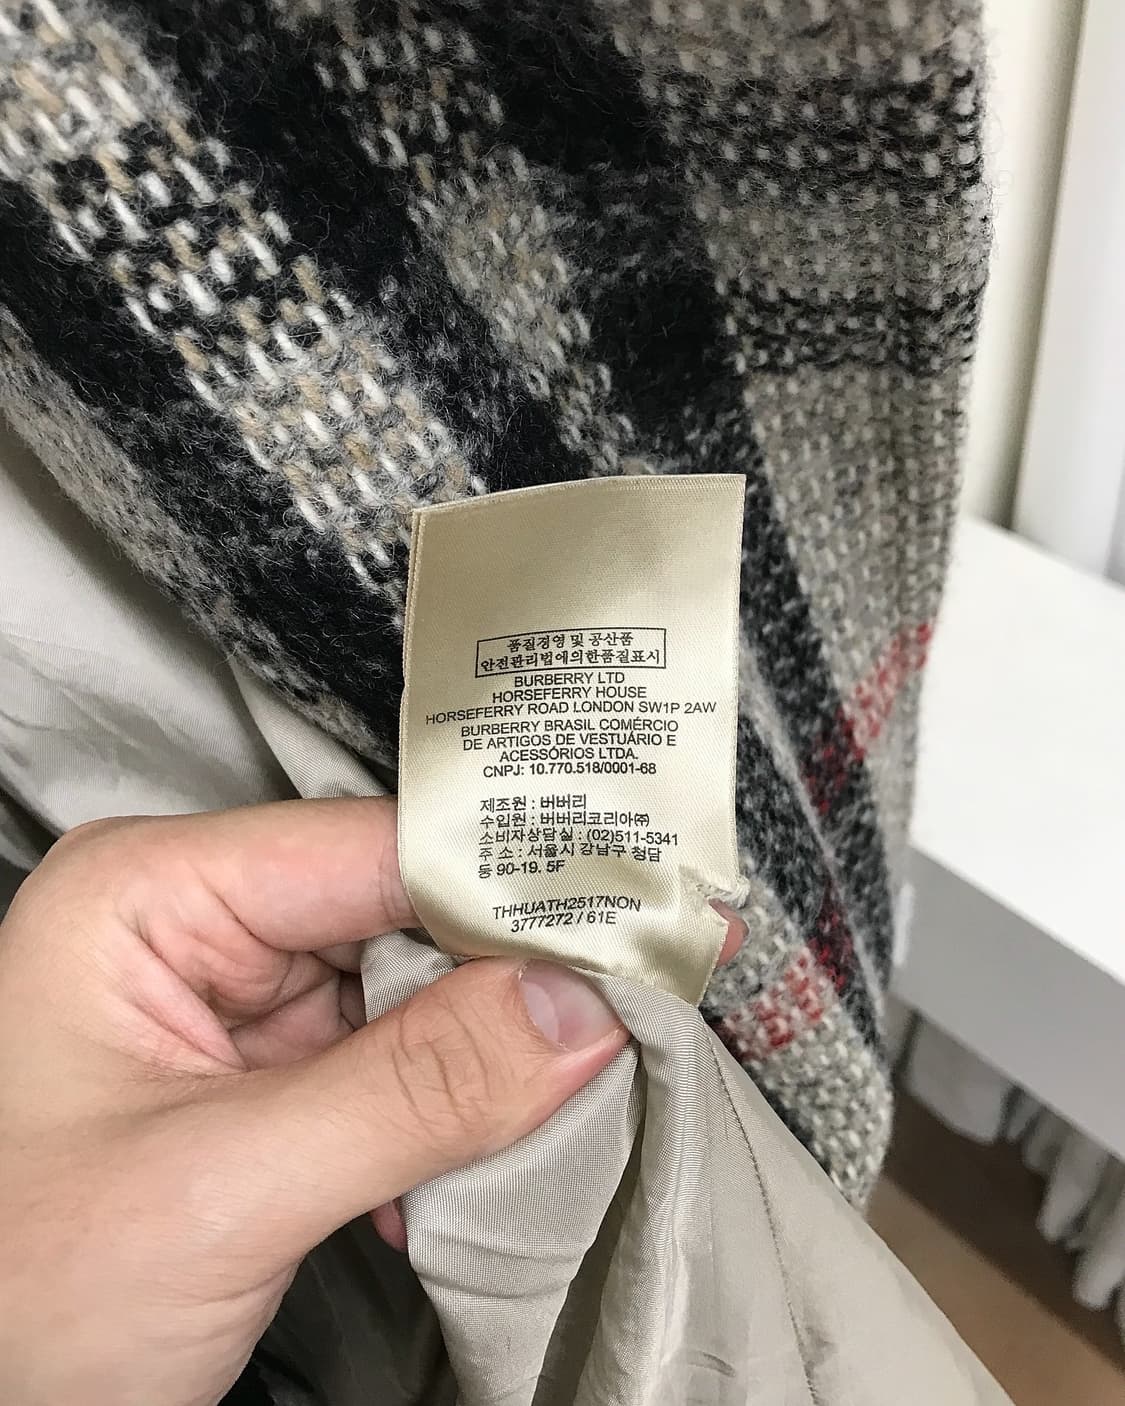 품질경영 및 공산품
안전관리법에의한품질표시
BURBERRY LTD
HORSEFERRY HOUSE
HORSEFERRY ROAD LONDON SW1P 2AW
BURBERRY BRASIL COMÉRCIO
DE ARTIGOS DE VESTUÁRIO E
ACESSÓRIOS LTDA.
CNPJ: 10.770.518/0001-68
제조원 : 버버리
수입원 : 버버리코리아㈜
소비자상담실 : (02)511-5341
주 소 : 서울시 강남구 청담
동 90-19. 5F
THHUATH2517NON
3777272 / 61E